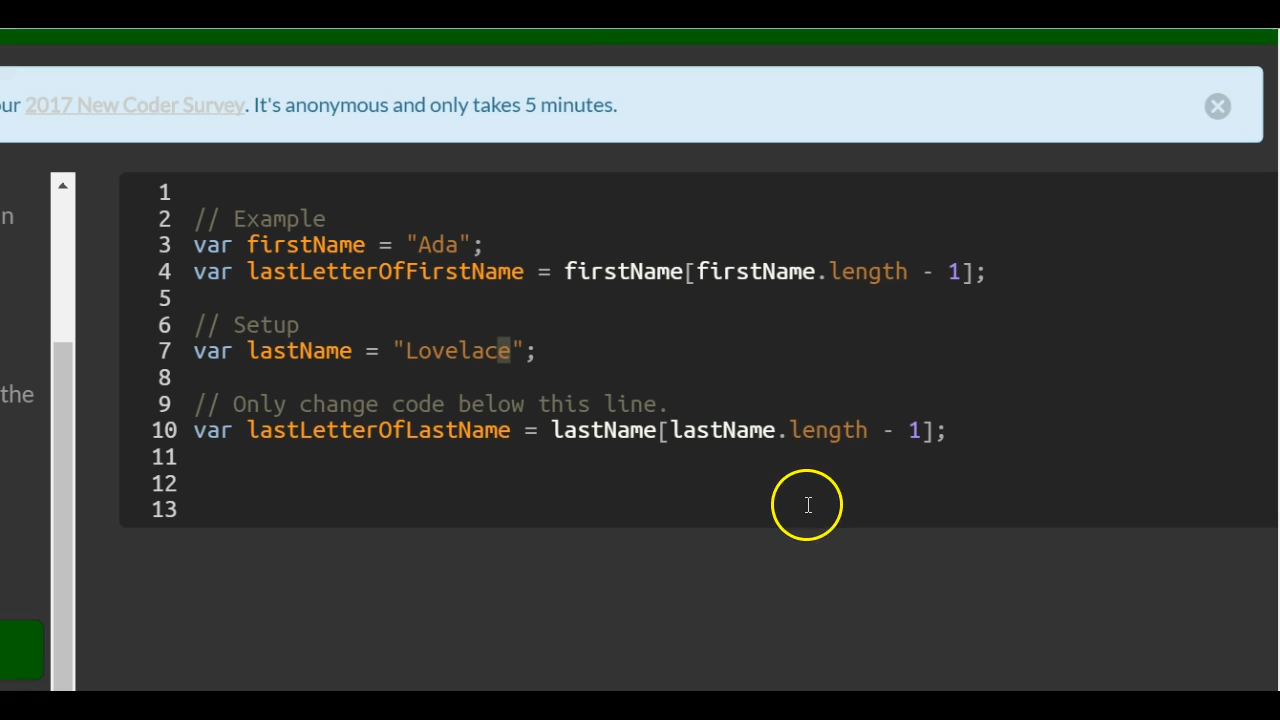 ur 2017 New Coder Survey. It's anonymous and only takes 5 minutes.
n
the
1
2 // Example
3 var firstName = "Ada";
4 var lastLetterOfFirstName = firstName[firstName.length - 1];
5
6 // Setup
7 var lastName = "Lovelace";
8
9 // Only change code below this line.
10 var lastLetterOfLastName = lastName[lastName.length - 1];
11
12
13